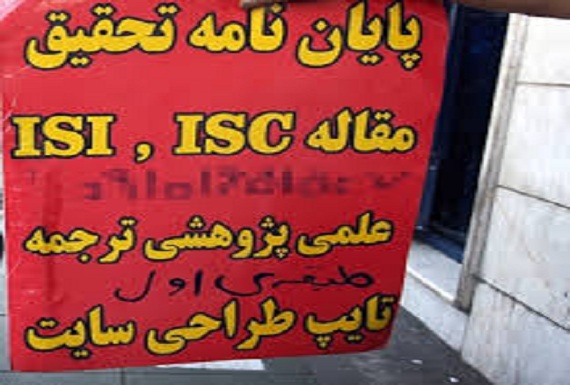 پایان نامه تحقیق
مقاله ISI , ISC
علمی پژوهشی ترجمه
طبقه‌ی اول
تایپ طراحی سایت